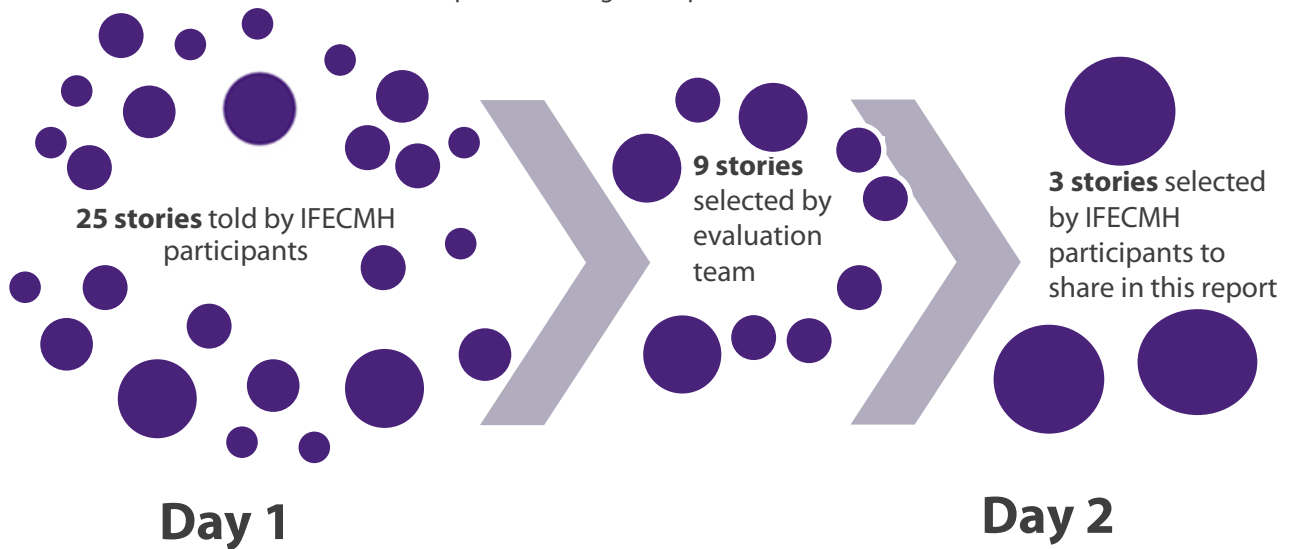 25 stories told by IFECMH
participants
9 stories
selected by
evaluation
team
3 stories selected
by IFECMH
participants to
share in this report
Day 1
Day 2